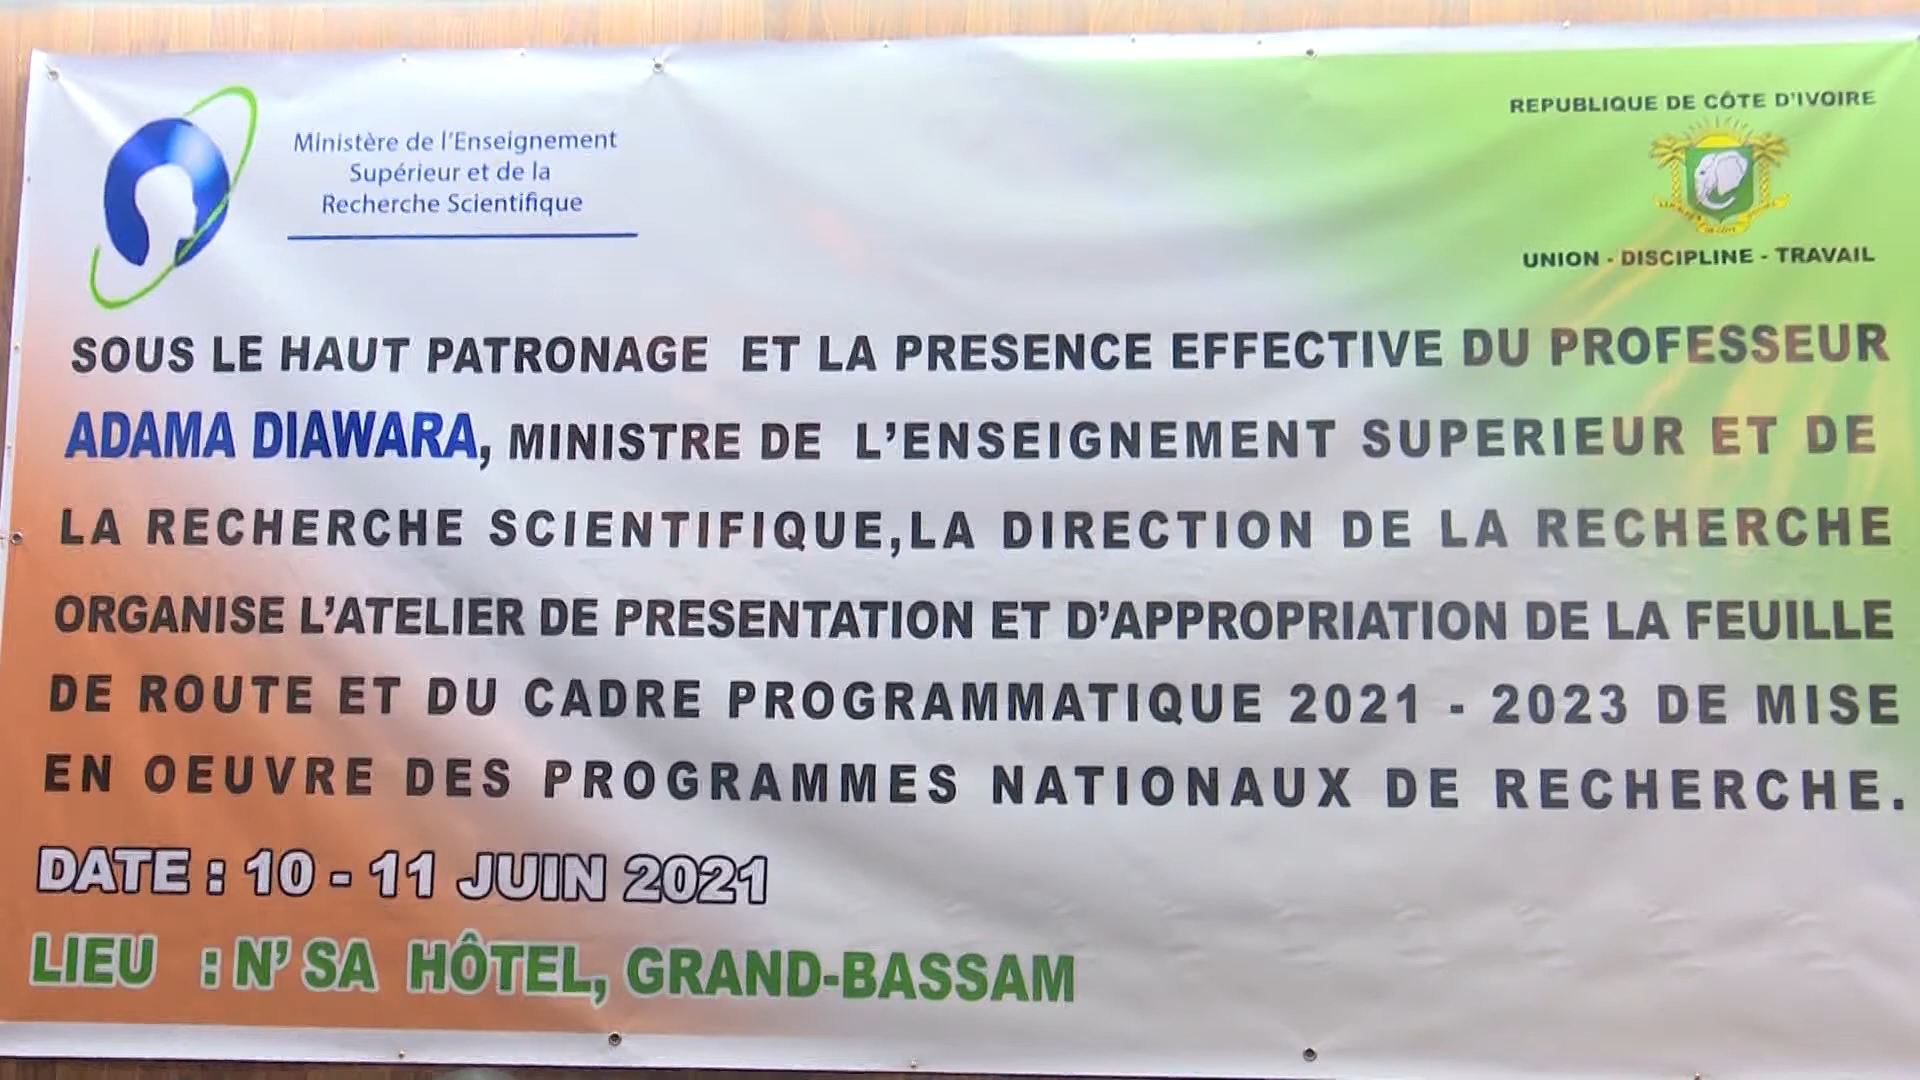 Ministère de l'Enseignement
Supérieur et de la
Recherche Scientifique
REPUBLIQUE DE CÔTE D'IVOIRE
UNION - DISCIPLINE - TRAVAIL
SOUS LE HAUT PATRONAGE ET LA PRESENCE EFFECTIVE DU PROFESSEUR
ADAMA DIAWARA, MINISTRE DE L'ENSEIGNEMENT SUPERIEUR ET DE
LA RECHERCHE SCIENTIFIQUE,LA DIRECTION DE LA RECHERCHE
ORGANISE L'ATELIER DE PRESENTATION ET D'APPROPRIATION DE LA FEUILLE
DE ROUTE ET DU CADRE PROGRAMMATIQUE 2021 - 2023 DE MISE
EN OEUVRE DES PROGRAMMES NATIONAUX DE RECHERCHE.
DATE : 10 - 11 JUIN 2021
LIEU : N' SA HÔTEL, GRAND-BASSAM